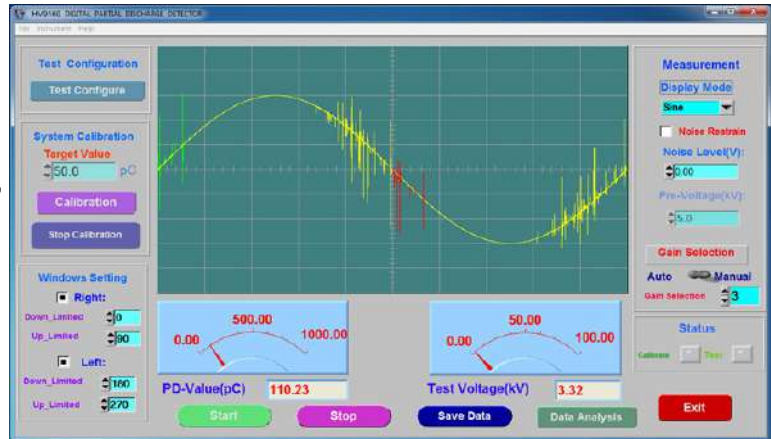 HV9160 DIGITAL PARTIAL DISCHARGE DETECTOR
File Instrument Help
Test Configuration
Test Configure
System Calibration
Target Value
50.0 pC
Calibration
Stop Calibration
Windows Setting
Right:
Down_Limited 0
Up_Limited 90
Left:
Down_Limited 180
Up_Limited 270
0.00 500.00 1000.00
PD-Value(pC) 110.23
0.00 50.00 100.00
Test Voltage(kV) 3.32
Start Stop Save Data Data Analysis
Measurement
Display Mode
Sine
Noise Restrain
Noise Level(V):
0.00
Pre-Voltage(kV):
5.0
Gain Selection
Auto Manual
Gain Selection 3
Status
Calibrate Test
Exit